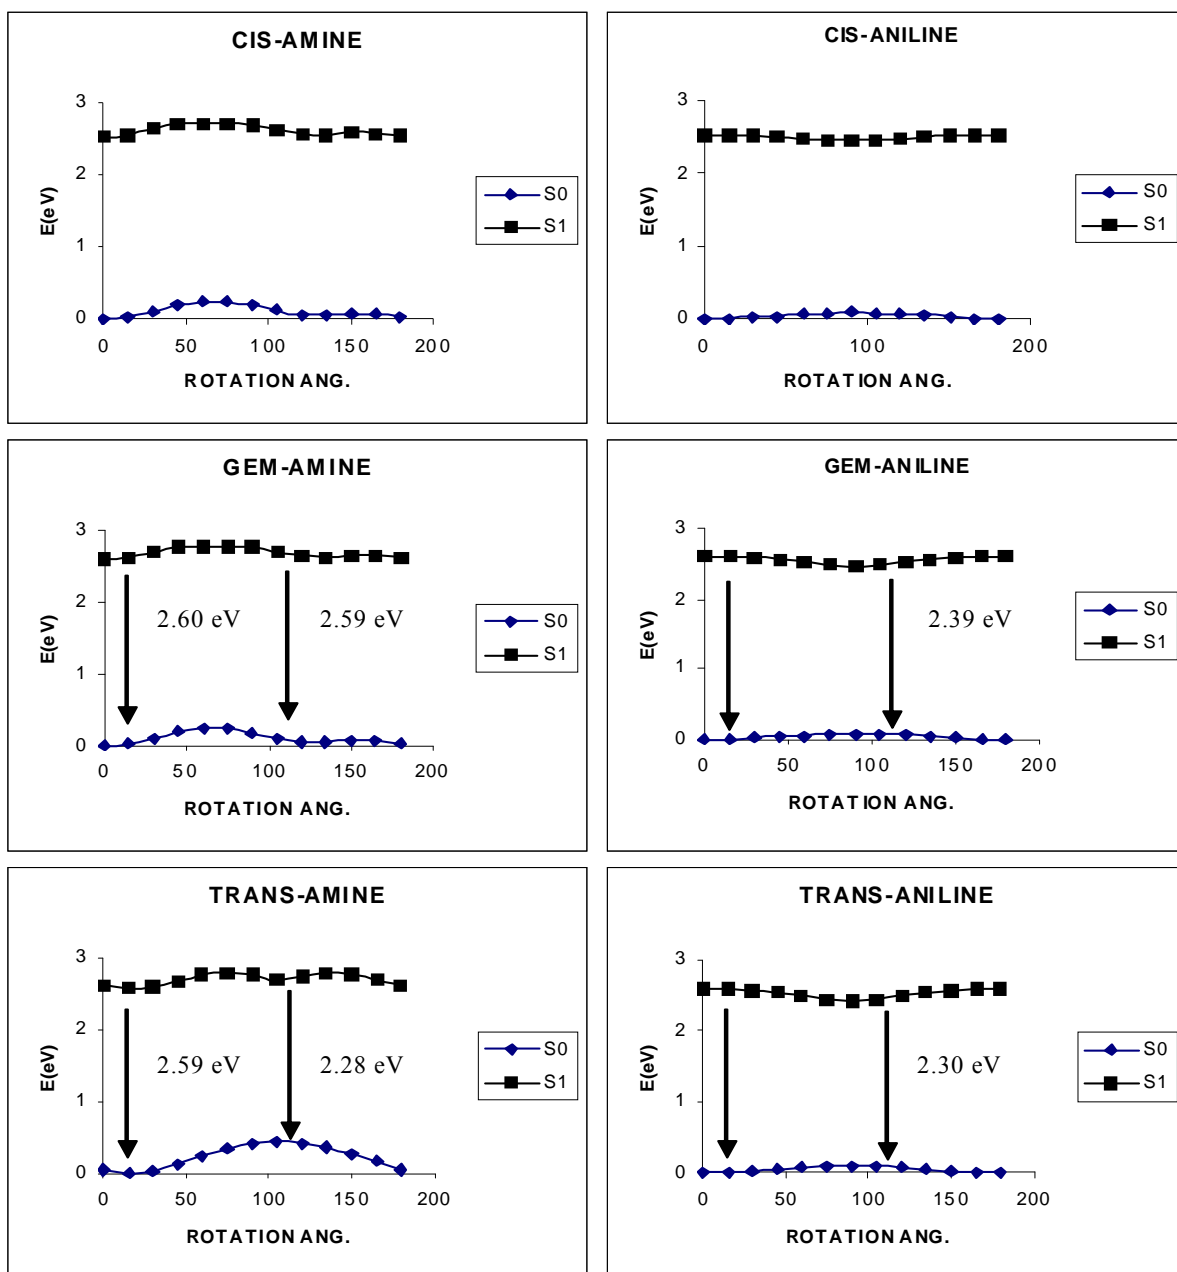 CIS-AMINE
3
2
1
0
E(eV)
0 50 100 150 200
ROTATION ANG.
S0
S1
CIS-ANILINE
3
2
1
0
E(eV)
0 100 200
ROTATION ANG.
S0
S1
GEM-AMINE
3
2
1
0
E(eV)
2.60 eV 2.59 eV
0 50 100 150 200
ROTATION ANG.
S0
S1
GEM-ANILINE
3
2
1
0
E(eV)
2.39 eV
0 50 100 150 200
ROTATION ANG.
S0
S1
TRANS-AMINE
3
2
1
0
E(eV)
2.59 eV 2.28 eV
0 50 100 150 200
ROTATION ANG.
S0
S1
TRANS-ANILINE
3
2
1
0
E(eV)
2.30 eV
0 50 100 150 200
ROTATION ANG.
S0
S1